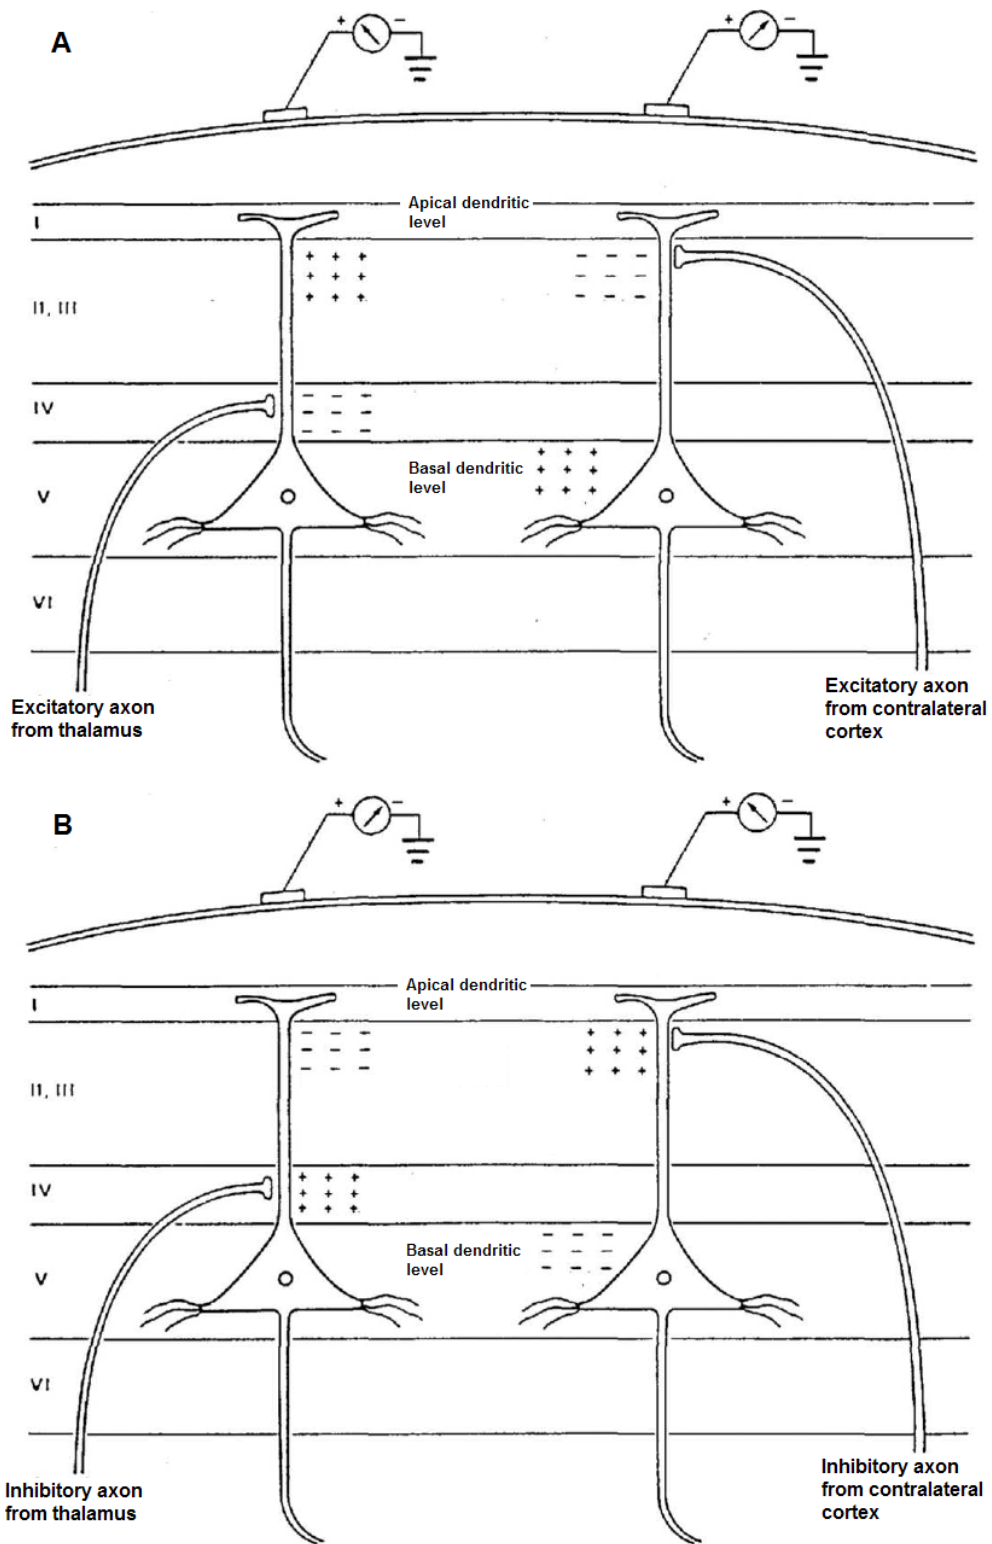 A
+ −
+ −
Apical dendritic
level
I
+ + +
+ + +
+ + +
− − −
− − −
− − −
II, III
IV
− − −
− − −
− − −
Basal dendritic
level
+ + +
+ + +
+ + +
V
VI
Excitatory axon
from thalamus
Excitatory axon
from contralateral
cortex
B
+ −
+ −
Apical dendritic
level
I
− − −
− − −
− − −
+ + +
+ + +
+ + +
II, III
IV
+ + +
+ + +
+ + +
Basal dendritic
level
− − −
− − −
− − −
V
VI
Inhibitory axon
from thalamus
Inhibitory axon
from contralateral
cortex